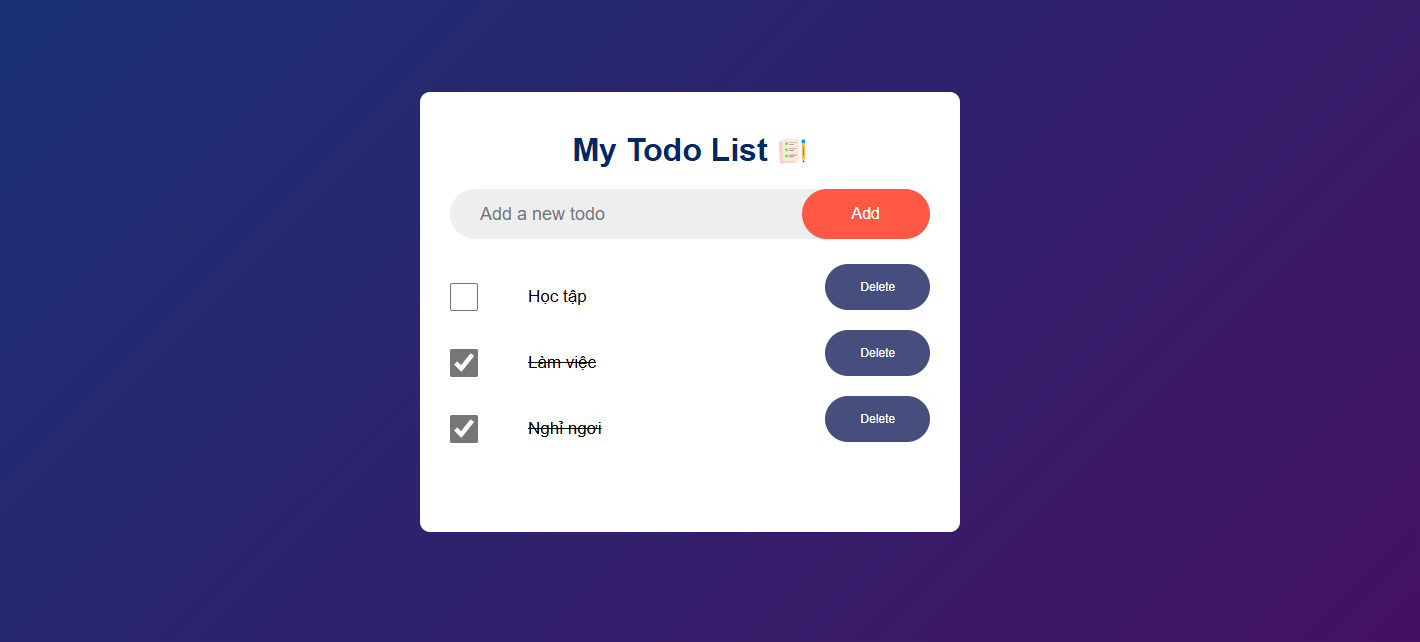 My Todo List
Add a new todo
Add
Học tập
Delete
Làm việc
Delete
Nghỉ ngơi
Delete